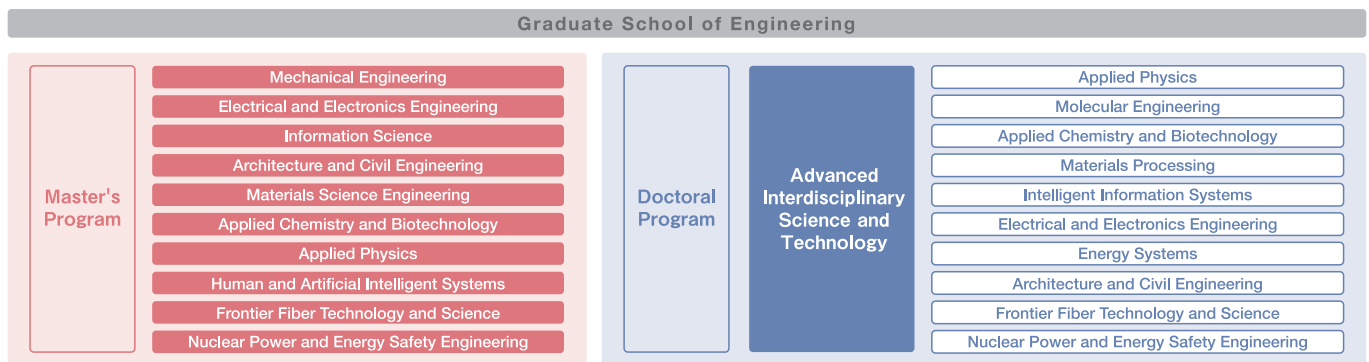 Graduate School of Engineering
Master's
Program
Mechanical Engineering
Electrical and Electronics Engineering
Information Science
Architecture and Civil Engineering
Materials Science Engineering
Applied Chemistry and Biotechnology
Applied Physics
Human and Artificial Intelligent Systems
Frontier Fiber Technology and Science
Nuclear Power and Energy Safety Engineering
Doctoral
Program
Advanced
Interdisciplinary
Science and
Technology
Applied Physics
Molecular Engineering
Applied Chemistry and Biotechnology
Materials Processing
Intelligent Information Systems
Electrical and Electronics Engineering
Energy Systems
Architecture and Civil Engineering
Frontier Fiber Technology and Science
Nuclear Power and Energy Safety Engineering